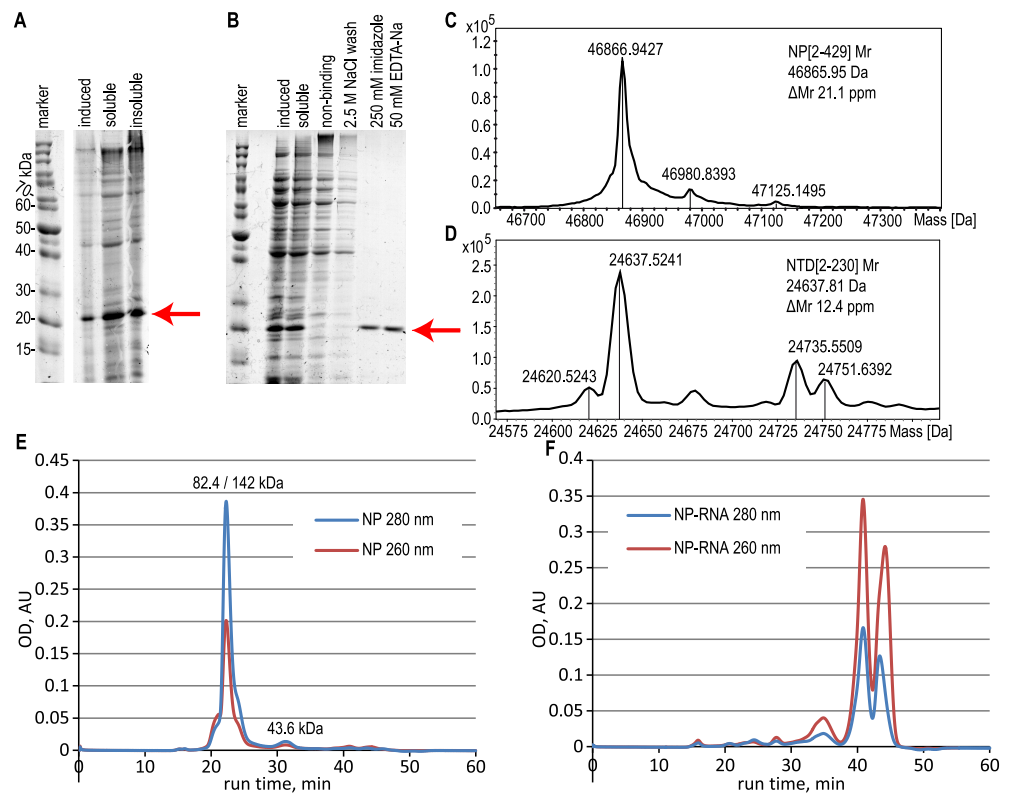 A
marker
induced
soluble
insoluble
kDa
70-
60-
50-
40-
30-
20-
15-
B
marker
induced
soluble
non-binding
2.5 M NaCl wash
250 mM imidazole
50 mM EDTA-Na
C
x10⁵
46866.9427
NP[2-429] Mr
46865.95 Da
ΔMr 21.1 ppm
46980.8393
47125.1495
1.2
1.0
0.8
0.6
0.4
0.2
0.0
46700 46800 46900 47000 47100 47200 47300 Mass [Da]
D
x10⁵
24637.5241
NTD[2-230] Mr
24637.81 Da
ΔMr 12.4 ppm
24735.5509
24751.6392
24620.5243
2.5
2.0
1.5
1.0
0.5
0.0
24575 24600 24625 24650 24675 24700 24725 24750 24775 Mass [Da]
E
0.45
0.4
0.35
0.3
0.25
0.2
0.15
0.1
0.05
0
OD, AU
82.4 / 142 kDa
NP 280 nm
NP 260 nm
43.6 kDa
0 10 20 30 40 50 60
run time, min
F
0.4
0.35
0.3
0.25
0.2
0.15
0.1
0.05
0
OD, AU
NP-RNA 280 nm
NP-RNA 260 nm
0 10 20 30 40 50 60
run time, min